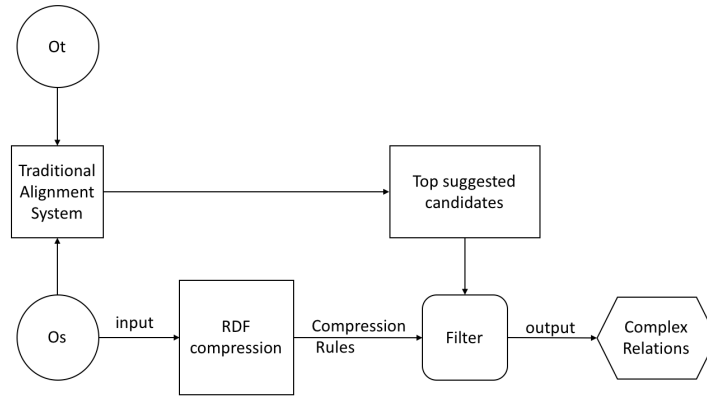 Ot
Traditional
Alignment
System
Top suggested
candidates
Os
input
RDF
compression
Compression
Rules
Filter
output
Complex
Relations